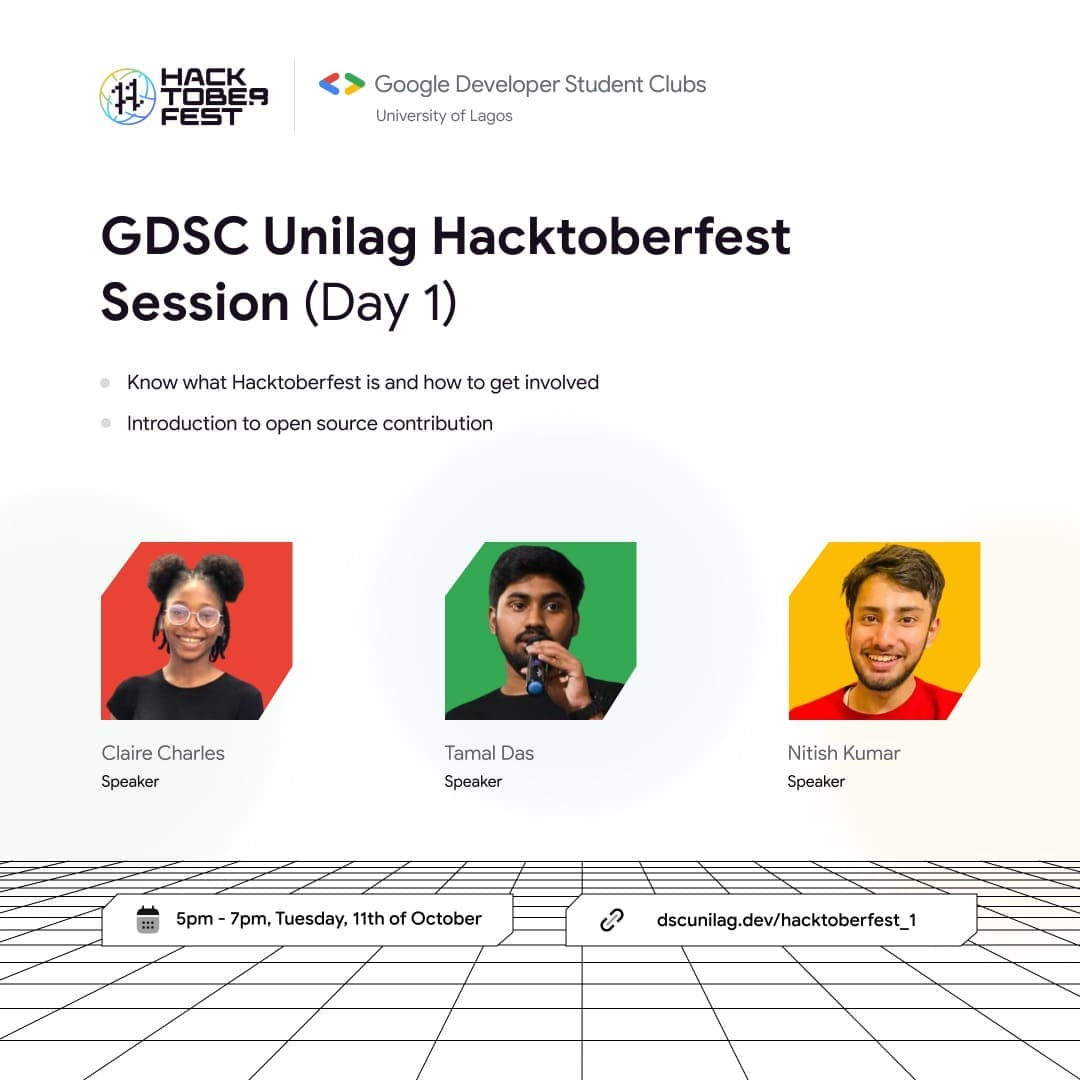 HACK
TOBER
FEST
Google Developer Student Clubs
University of Lagos
GDSC Unilag Hacktoberfest
Session (Day 1)
Know what Hacktoberfest is and how to get involved
Introduction to open source contribution
Claire Charles
Speaker
Tamal Das
Speaker
Nitish Kumar
Speaker
5pm - 7pm, Tuesday, 11th of October
dscunilag.dev/hacktoberfest_1